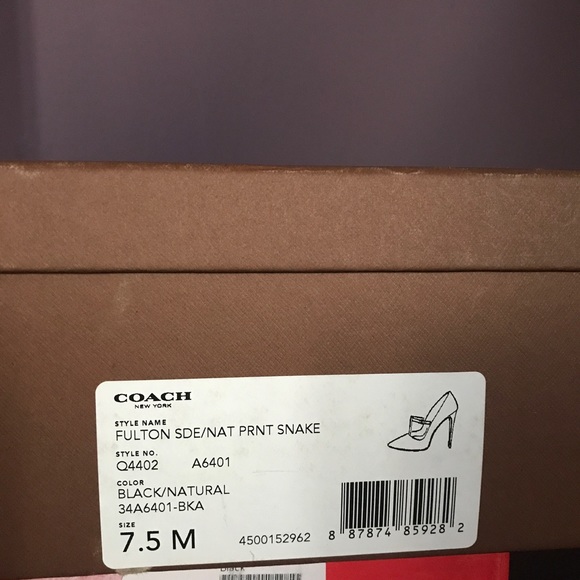 COACH
NEW YORK
STYLE NAME
FULTON SDE/NAT PRNT SNAKE
STYLE NO.
Q4402 A6401
COLOR
BLACK/NATURAL
34A6401-BKA
SIZE
7.5 M 4500152962 8 87874 85928 2